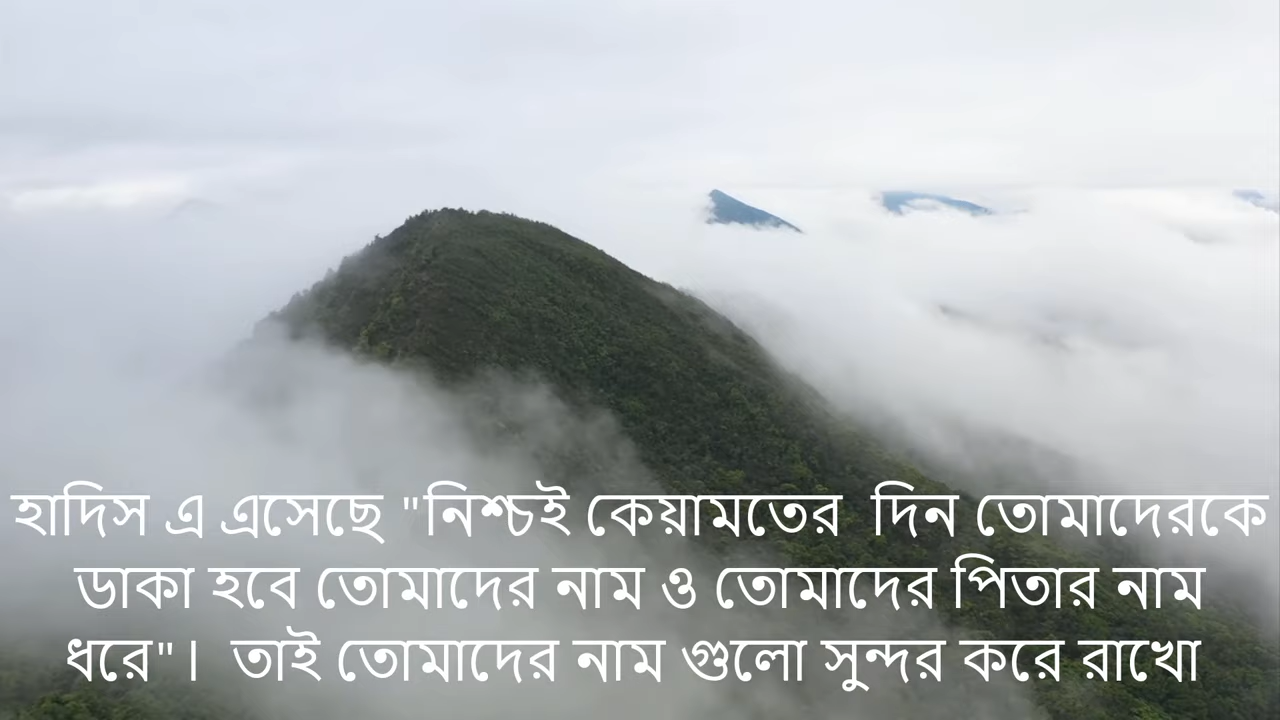 হাদিস এ এসেছে "নিশ্চই কেয়ামতের  দিন তোমাদেরকে
ডাকা হবে তোমাদের নাম ও তোমাদের পিতার নাম
ধরে"।  তাই তোমাদের নাম গুলো সুন্দর করে রাখো